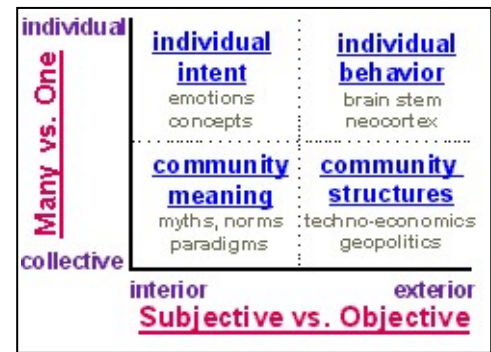 individual
Many vs. One
collective
individual
intent
emotions
concepts
individual
behavior
brain stem
neocortex
community
meaning
myths, norms
paradigms
community
structures
techno-economics
geopolitics
interior
exterior
Subjective vs. Objective